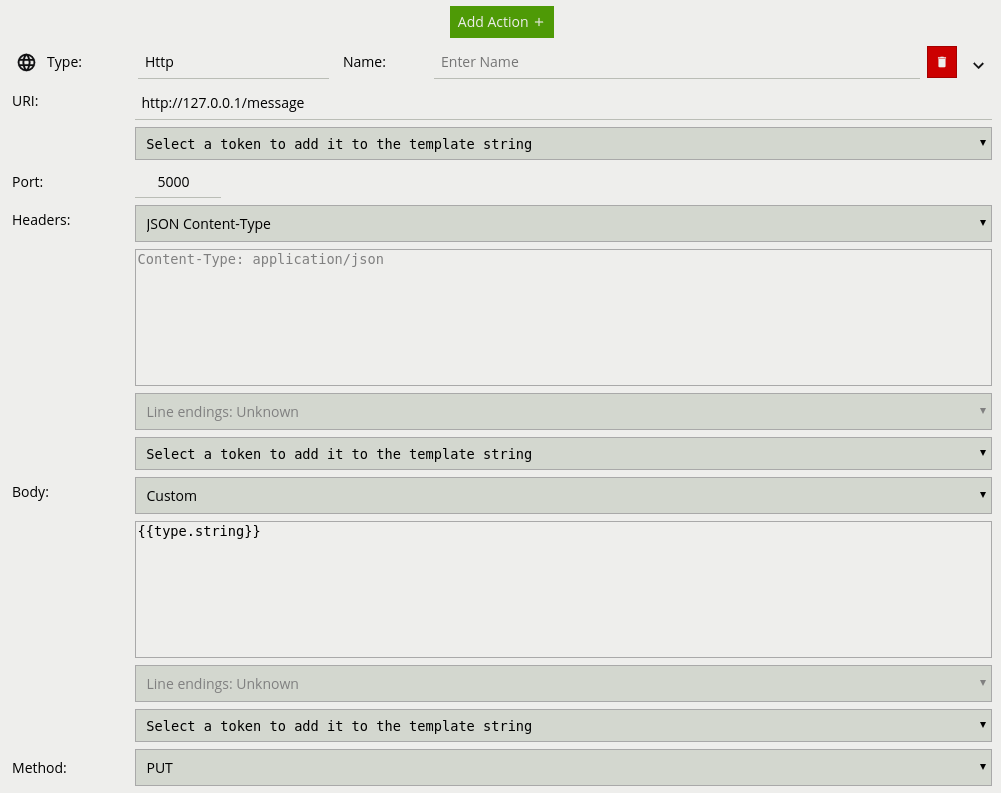 Add Action +
Type: Http Name: Enter Name
URI: http://127.0.0.1/message
Select a token to add it to the template string
Port: 5000
Headers: JSON Content-Type
Content-Type: application/json
Line endings: Unknown
Select a token to add it to the template string
Body: Custom
{{type.string}}
Line endings: Unknown
Select a token to add it to the template string
Method: PUT